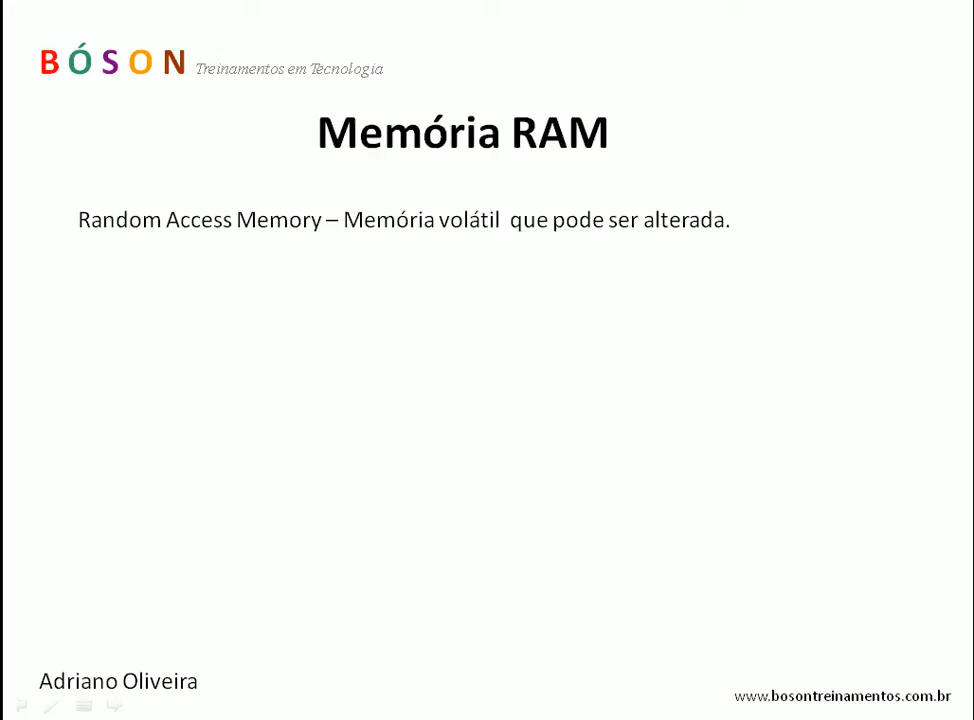 BÓSON Treinamentos em Tecnologia
Memória RAM
Random Access Memory – Memória volátil que pode ser alterada.
Adriano Oliveira
www.bosontreinamentos.com.br